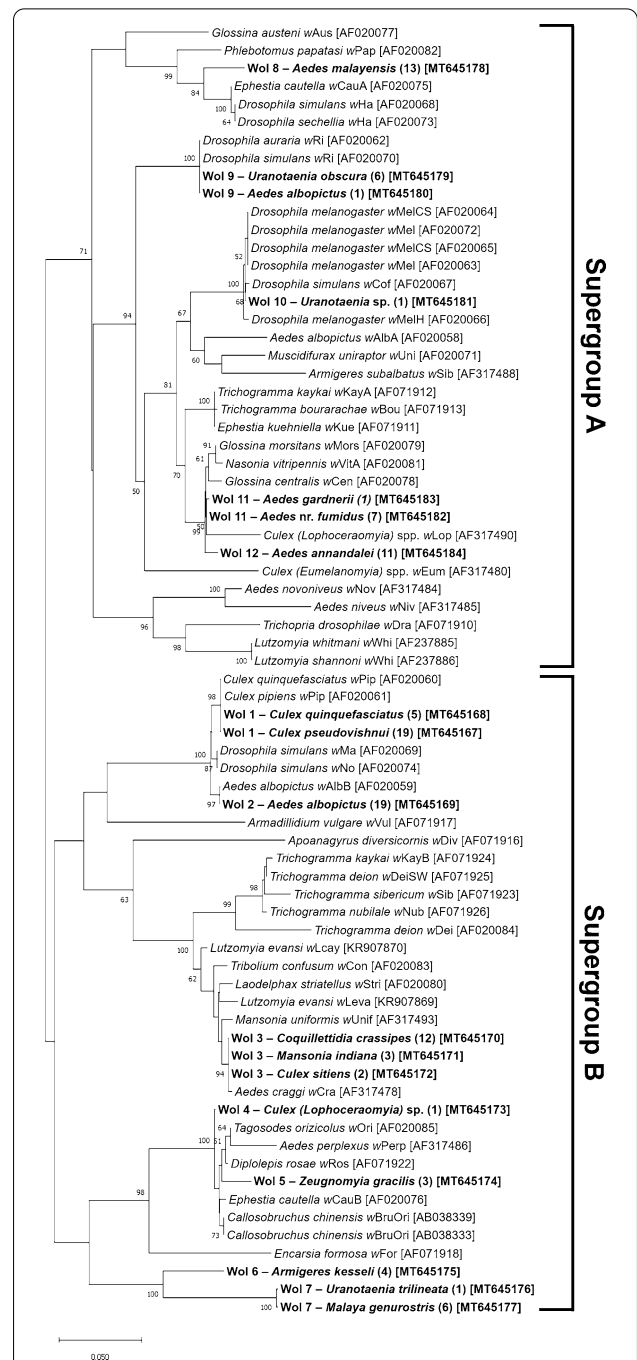 Glossina austeni wAus [AF020077]
Phlebotomus papatasi wPap [AF020082]
99
Wol 8 – Aedes malayensis (13) [MT645178]
84
Ephestia cautella wCauA [AF020075]
Drosophila simulans wHa [AF020068]
100
Drosophila sechellia wHa [AF020073]
64
Drosophila auraria wRi [AF020062]
100
Drosophila simulans wRi [AF020070]
Wol 9 – Uranotaenia obscura (6) [MT645179]
Wol 9 – Aedes albopictus (1) [MT645180]
Drosophila melanogaster wMelCS [AF020064]
Drosophila melanogaster wMel [AF020072]
71
Drosophila melanogaster wMelCS [AF020065]
52
Drosophila melanogaster wMel [AF020063]
100
Drosophila simulans wCof [AF020067]
68
Wol 10 – Uranotaenia sp. (1) [MT645181]
94
67
Drosophila melanogaster wMelH [AF020066]
Aedes albopictus wAlbA [AF020058]
60
Muscidifurax uniraptor wUni [AF020071]
Armigeres subalbatus wSib [AF317488]
81
Trichogramma kaykai wKayA [AF071912]
100
Trichogramma bourarachae wBou [AF071913]
Ephestia kuehniella wKue [AF071911]
91
Glossina morsitans wMors [AF020079]
61
Nasonia vitripennis wVitA [AF020081]
70
Glossina centralis wCen [AF020078]
50
Wol 11 – Aedes gardnerii (1) [MT645183]
Wol 11 – Aedes nr. fumidus (7) [MT645182]
50
99
Culex (Lophoceraomyia) spp. wLop [AF317490]
Wol 12 – Aedes annandalei (11) [MT645184]
Culex (Eumelanomyia) spp. wEum [AF317480]
100
Aedes novoniveus wNov [AF317484]
Aedes niveus wNiv [AF317485]
96
Trichopria drosophilae wDra [AF071910]
98
Lutzomyia whitmani wWhi [AF237885]
100
Lutzomyia shannoni wWhi [AF237886]
Supergroup A
Culex quinquefasciatus wPip [AF020060]
98
Culex pipiens wPip [AF020061]
Wol 1 – Culex quinquefasciatus (5) [MT645168]
Wol 1 – Culex pseudovishnui (19) [MT645167]
100
Drosophila simulans wMa [AF020069]
87
Drosophila simulans wNo [AF020074]
Aedes albopictus wAlbB [AF020059]
97
Wol 2 – Aedes albopictus (19) [MT645169]
Armadillidium vulgare wVul [AF071917]
Apoanagyrus diversicornis wDiv [AF071916]
Trichogramma kaykai wKayB [AF071924]
Trichogramma deion wDeiSW [AF071925]
98
Trichogramma sibericum wSib [AF071923]
63
99
Trichogramma nubilale wNub [AF071926]
Trichogramma deion wDei [AF020084]
100
Lutzomyia evansi wLcay [KR907870]
Tribolium confusum wCon [AF020083]
62
Laodelphax striatellus wStri [AF020080]
Lutzomyia evansi wLeva [KR907869]
Mansonia uniformis wUnif [AF317493]
Wol 3 – Coquillettidia crassipes (12) [MT645170]
Wol 3 – Mansonia indiana (3) [MT645171]
Wol 3 – Culex sitiens (2) [MT645172]
94
Aedes craggi wCra [AF317478]
Wol 4 – Culex (Lophoceraomyia) sp. (1) [MT645173]
64
Tagosodes orizicolus wOri [AF020085]
100
61
Aedes perplexus wPerp [AF317486]
Diplolepis rosae wRos [AF071922]
Wol 5 – Zeugnomyia gracilis (3) [MT645174]
98
Ephestia cautella wCauB [AF020076]
Callosobruchus chinensis wBruOri [AB038339]
73
Callosobruchus chinensis wBruOri [AB038333]
Encarsia formosa wFor [AF071918]
Wol 6 – Armigeres kesseli (4) [MT645175]
100
Wol 7 – Uranotaenia trilineata (1) [MT645176]
100
Wol 7 – Malaya genurostris (6) [MT645177]
Supergroup B
0.050